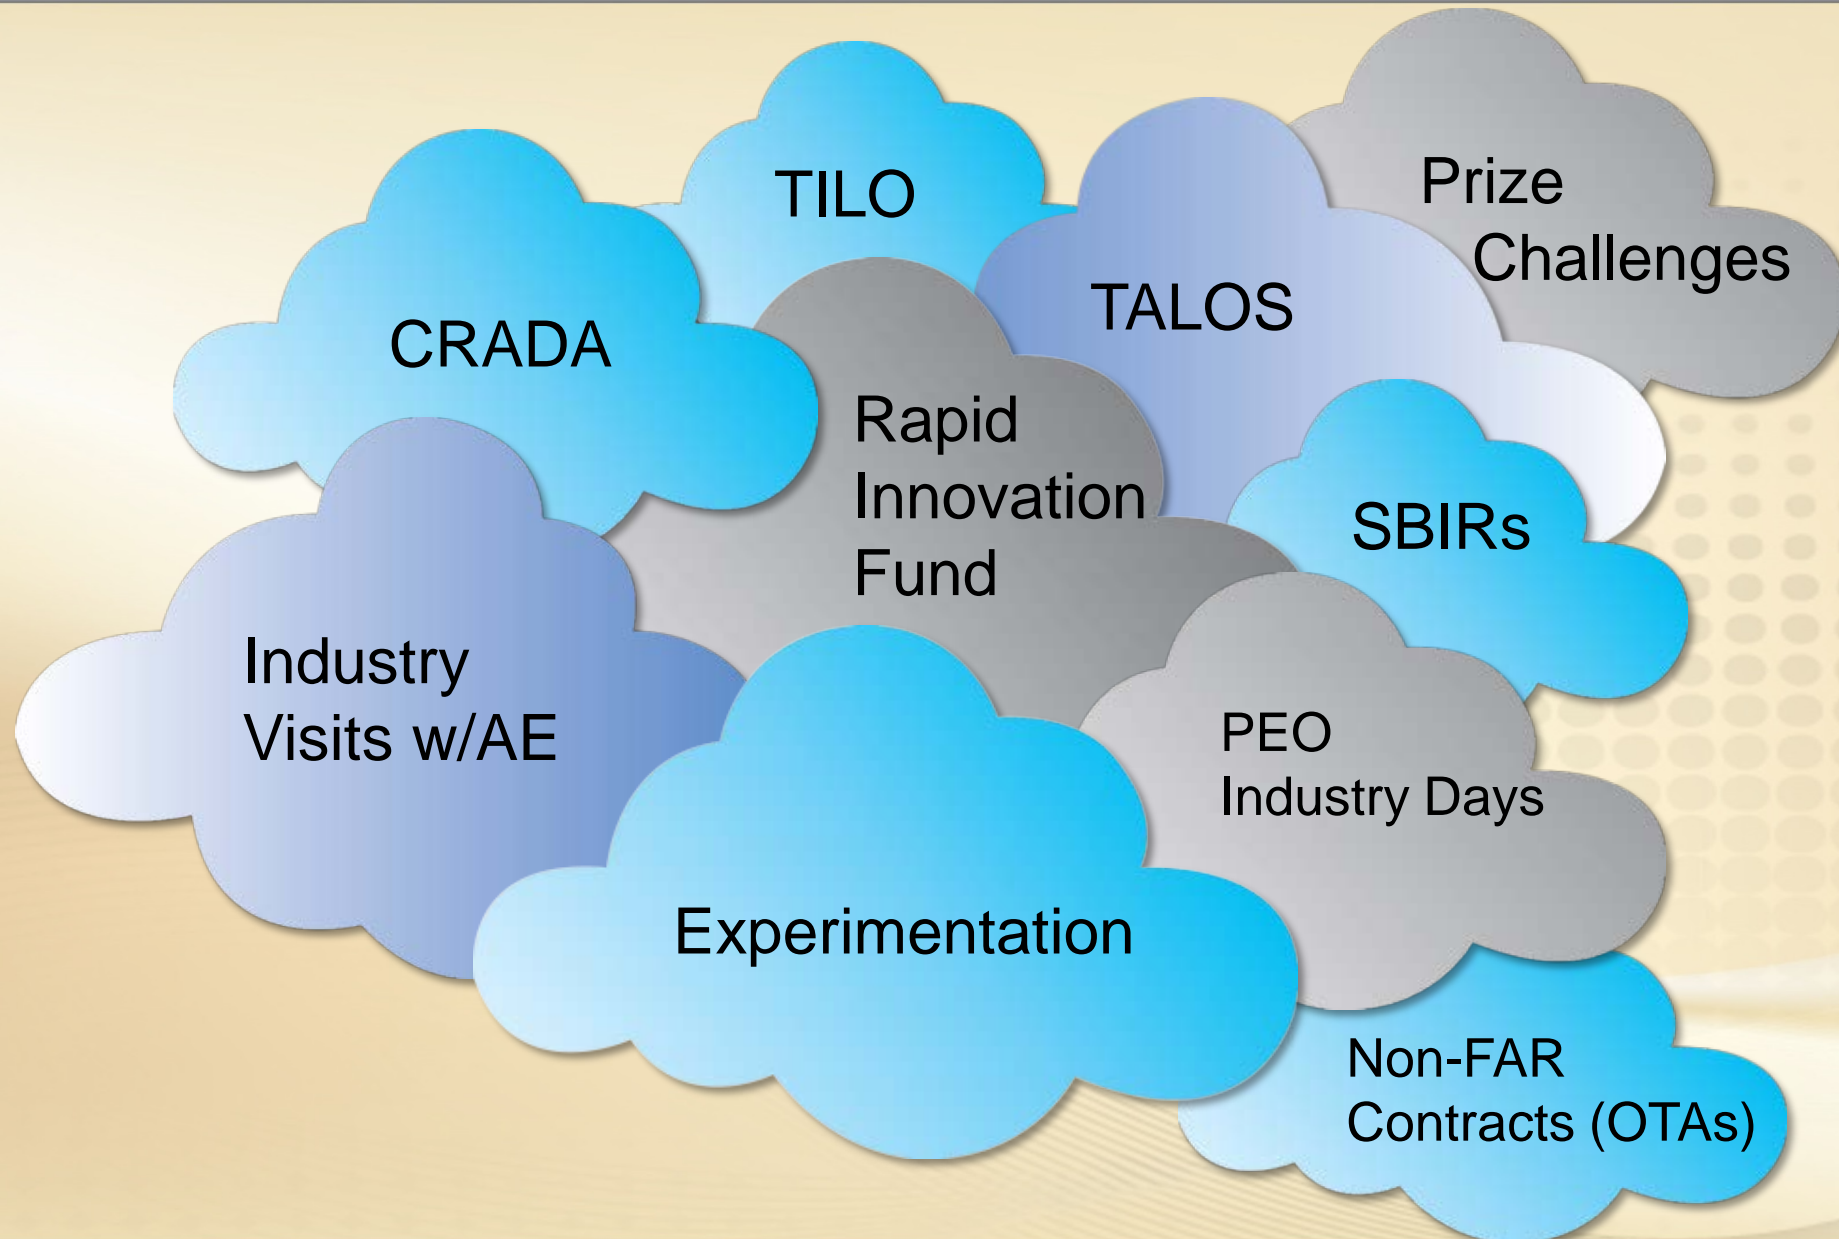 TILO
Prize
Challenges
CRADA
TALOS
Rapid
Innovation
Fund
SBIRs
Industry
Visits w/AE
PEO
Industry Days
Experimentation
Non-FAR
Contracts (OTAs)